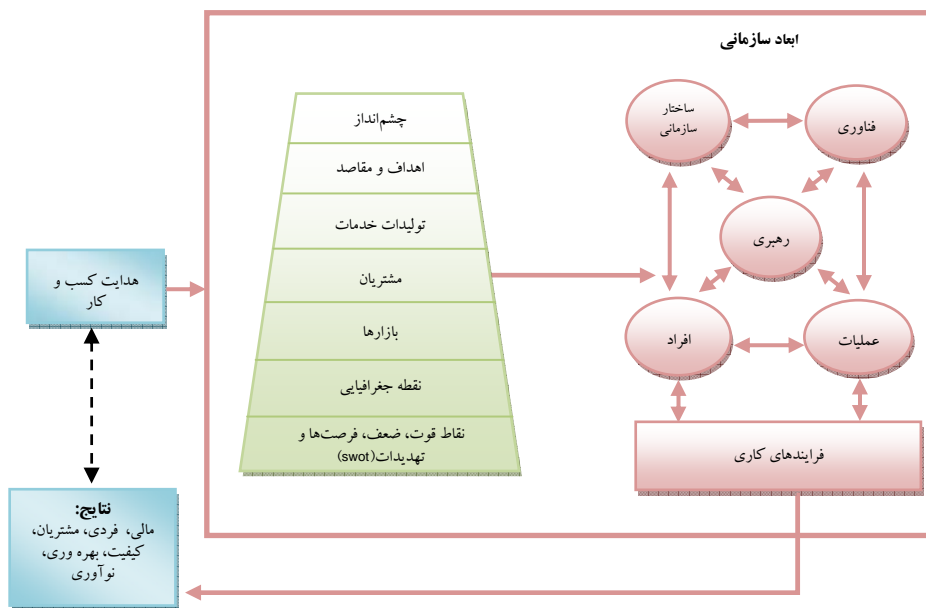 ابعاد سازمانی
ساختار
سازمانی
فناوری
رهبری
افراد
عملیات
فرایندهای کاری
چشم‌انداز
اهداف و مقاصد
تولیدات خدمات
مشتریان
بازارها
نقطه جغرافیایی
نقاط قوت، ضعف، فرصت‌ها و
تهدیدات(swot)
هدایت کسب و
کار
نتایج:
مالی، فردی، مشتریان،
کیفیت، بهره وری،
نوآوری